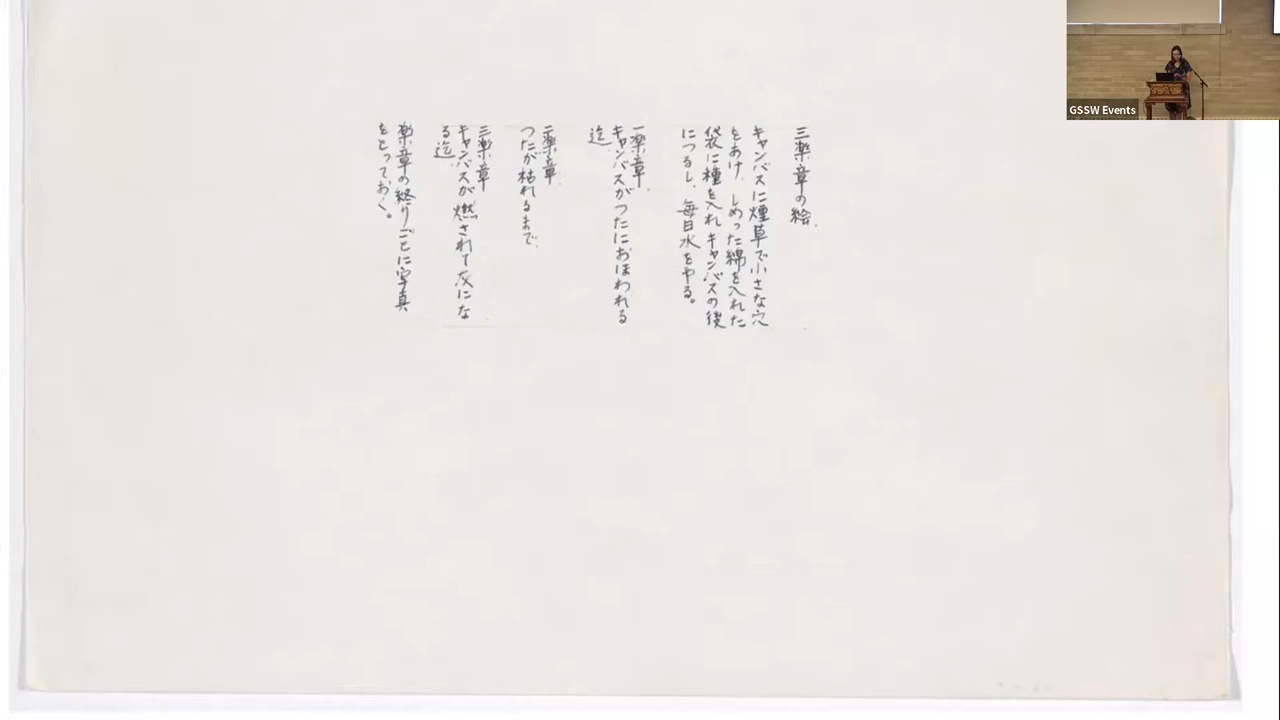 三楽章の絵.
キャンバスに煙草で小さな穴
をあけ、しめった綿を入れた
袋に種を入れキャンバスの後
につるし、毎日水をやる。
一楽章.
キャンバスがつたにおほわれる
迄.
二楽章.
つたが枯れるまで.
三楽章
キャンバスが燃されて灰にな
る迄.
楽章の終りごとに写真
をとっておく。
GSSW Events